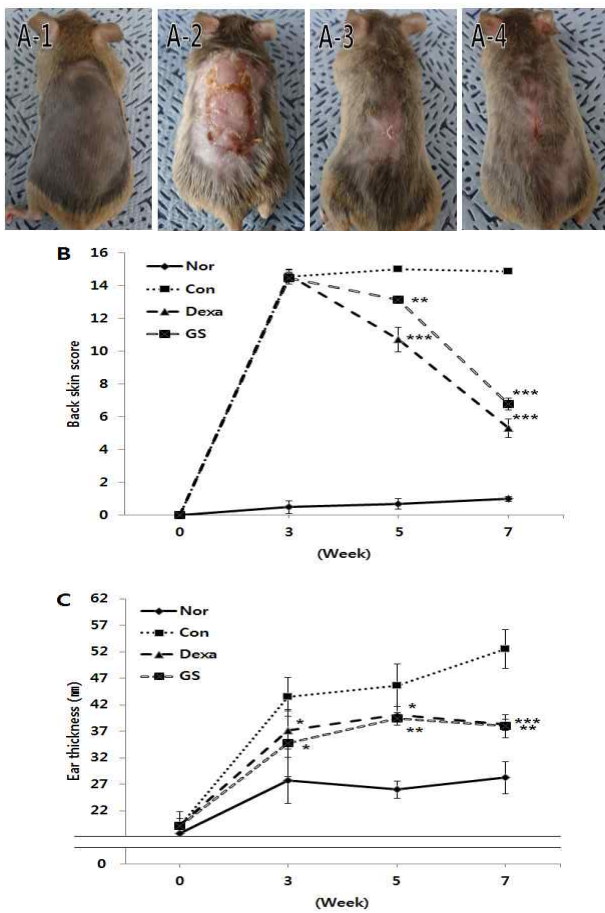 A-1 A-2 A-3 A-4
B
Nor
Con
Dexa
GS
Back skin score
16
14
12
10
8
6
4
2
0
**
***
***
***
0 3 5 7
(Week)
C
Nor
Con
Dexa
GS
Ear thickness (㎜)
62
57
52
47
42
37
32
27
22
0
*
*
*
**
***
**
0 3 5 7
(Week)